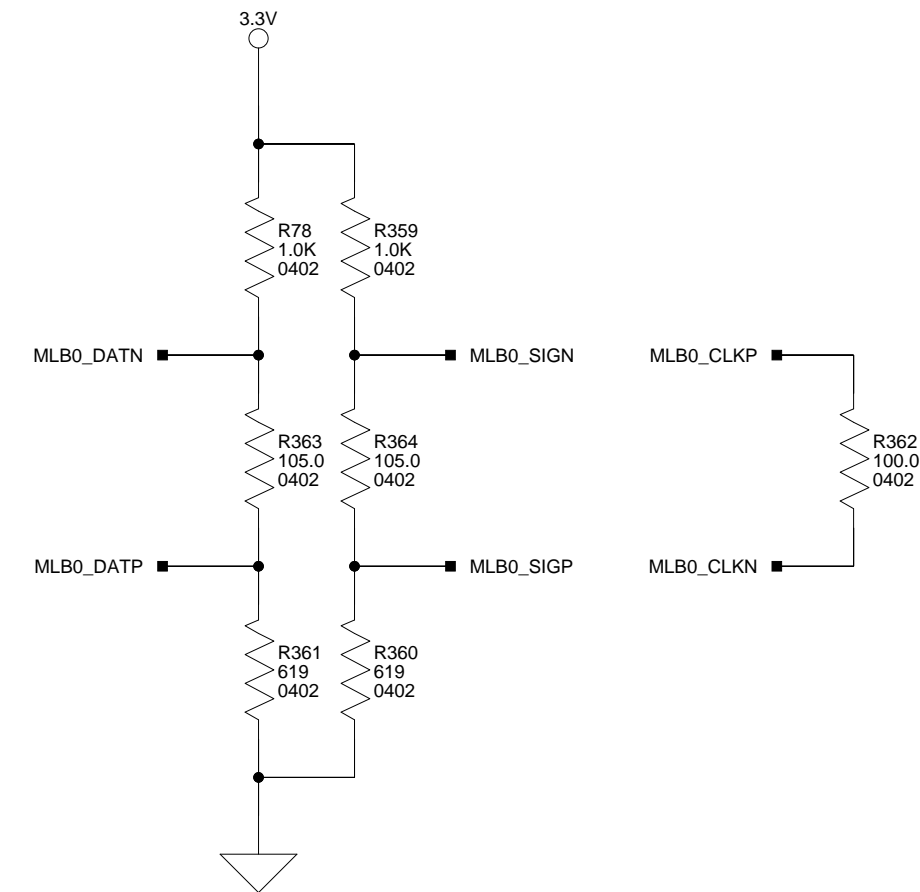 3.3V
R78
1.0K
0402
R359
1.0K
0402
MLB0_DATN
MLB0_SIGN
MLB0_CLKP
R363
105.0
0402
R364
105.0
0402
R362
100.0
0402
MLB0_DATP
MLB0_SIGP
MLB0_CLKN
R361
619
0402
R360
619
0402